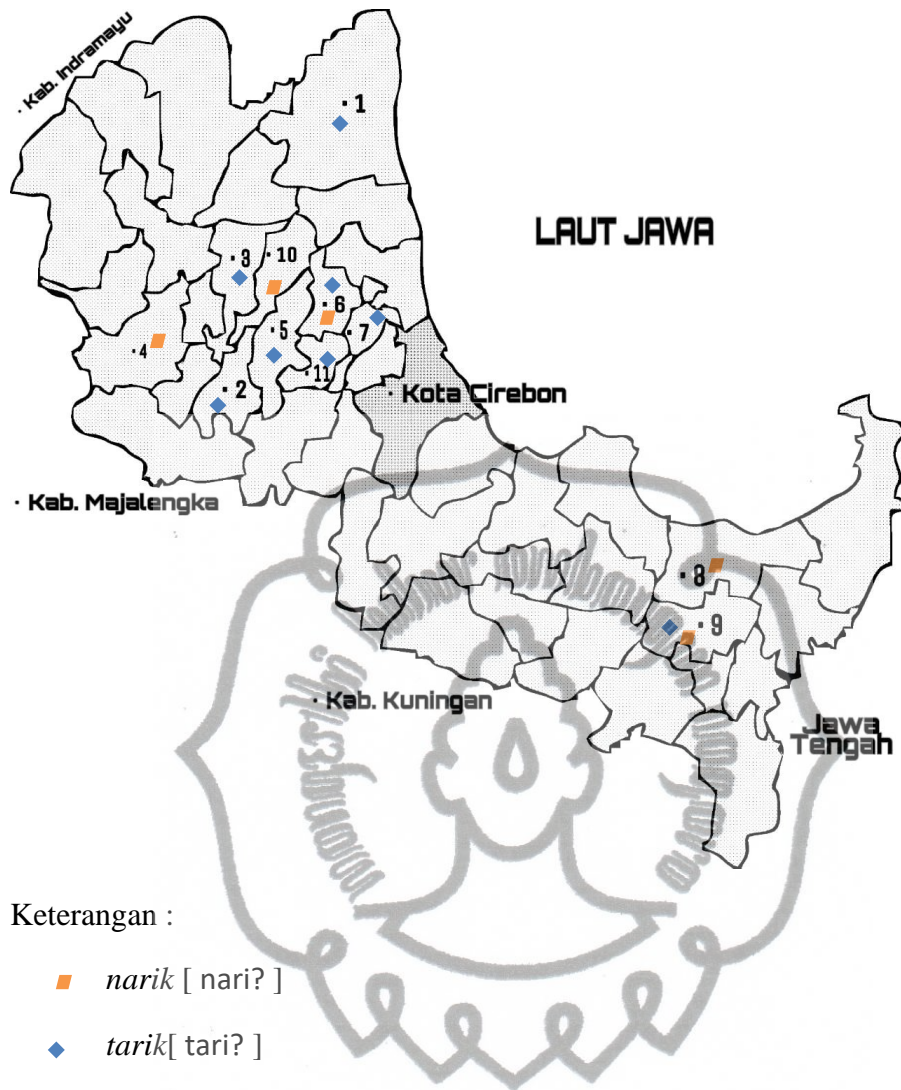 · Kab. Indramayu
· 1
LAUT JAWA
· 3
· 10
· 6
· 5
· 7
· 4
· 11
· 2
· Kota Cirebon
· Kab. Majalengka
· 8
· 9
· Kab. Kuningan
Jawa
Tengah
Keterangan :
narik [ nari? ]
tarik[ tari? ]